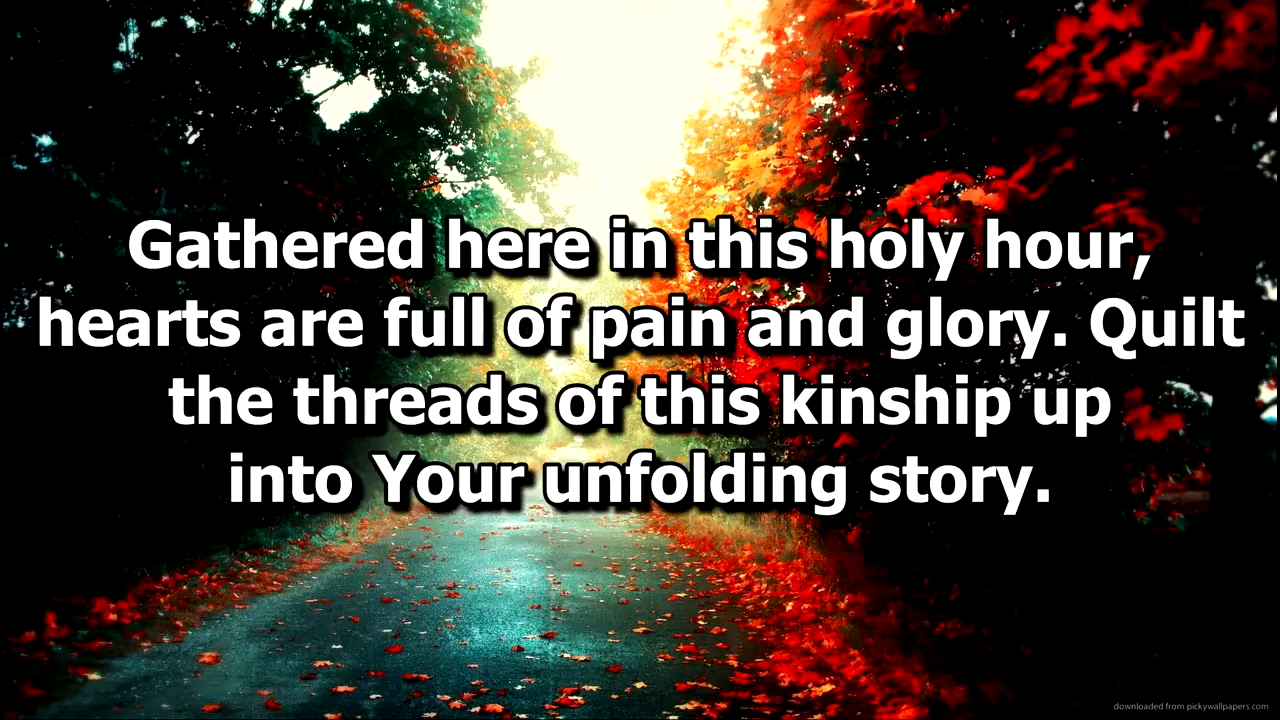 Gathered here in this holy hour,
hearts are full of pain and glory. Quilt
the threads of this kinship up
into Your unfolding story.
downloaded from pickywallpapers.com